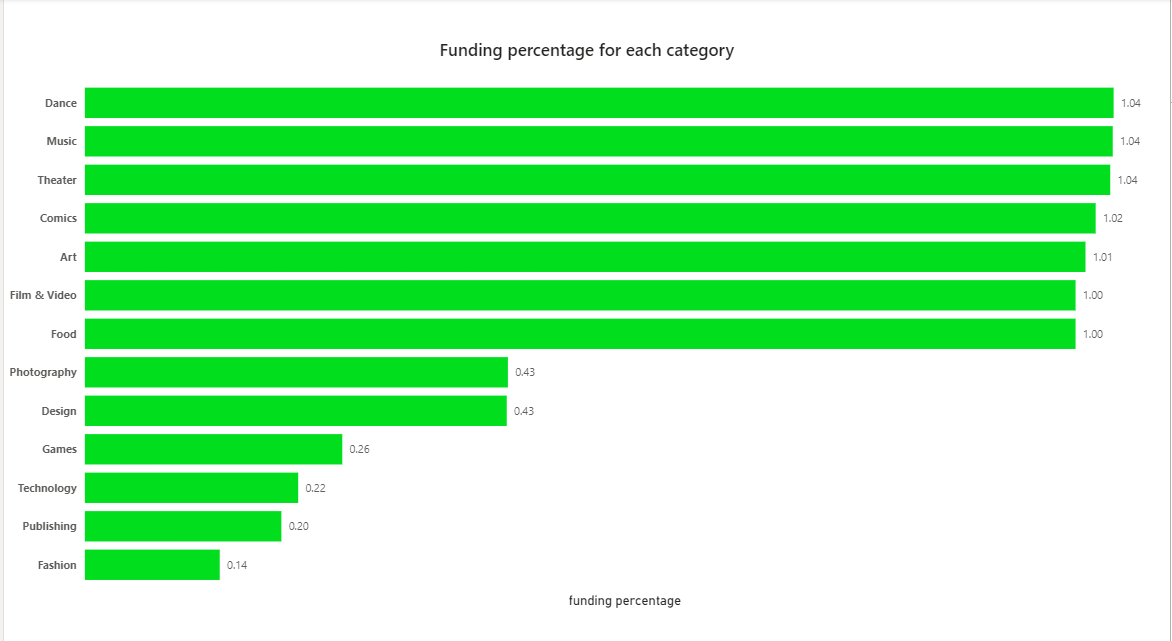 Funding percentage for each category
Dance 1.04
Music 1.04
Theater 1.04
Comics 1.02
Art 1.01
Film & Video 1.00
Food 1.00
Photography 0.43
Design 0.43
Games 0.26
Technology 0.22
Publishing 0.20
Fashion 0.14
funding percentage